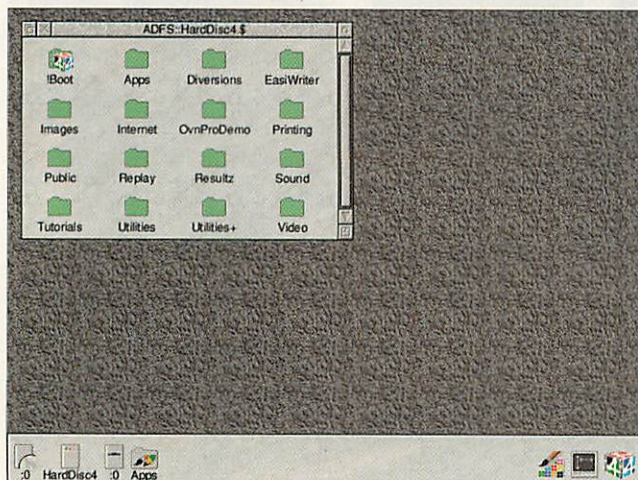 ADFS::HardDisc4.$
!Boot Apps Diversions EasiWriter
Images Internet OvnProDemo Printing
Public Replay Resultz Sound
Tutorials Utilities Utilities+ Video
:0 HardDisc4 :0 Apps